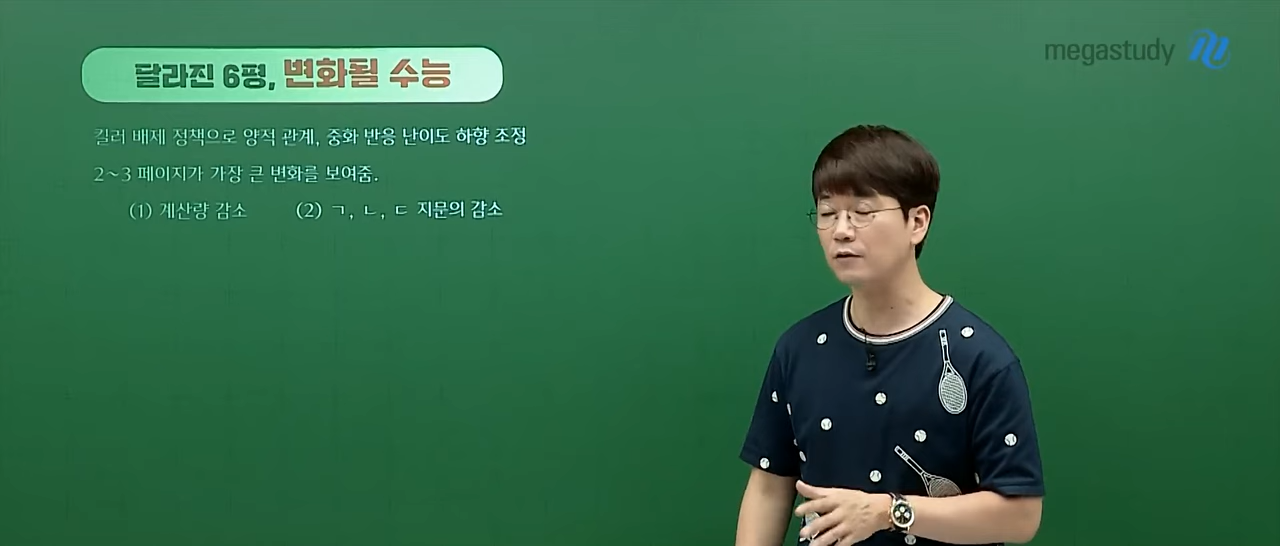 megastudy
달라진 6평, 변화될 수능
킬러 배제 정책으로 양적 관계, 중화 반응 난이도 하향 조정
2~3 페이지가 가장 큰 변화를 보여줌.
(1) 계산량 감소 (2) ㄱ, ㄴ, ㄷ 지문의 감소